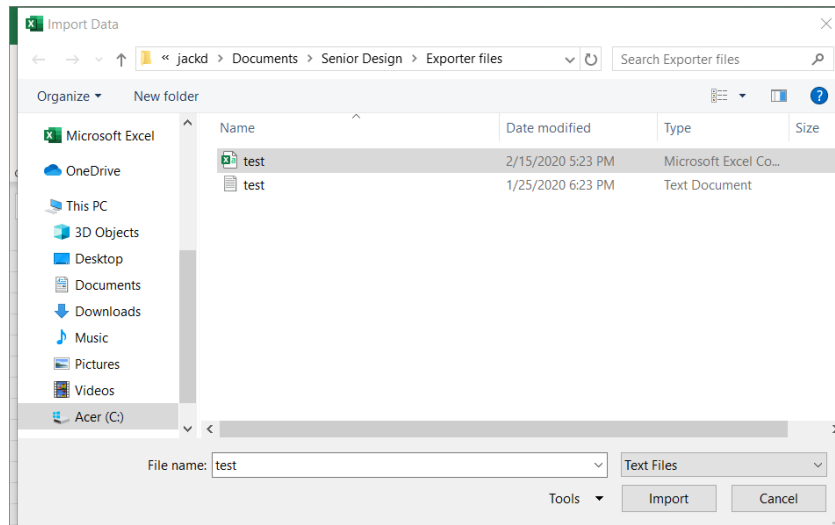 Import Data
« jackd > Documents > Senior Design > Exporter files
Search Exporter files
Organize
New folder
Name
Date modified
Type
Size
Microsoft Excel
OneDrive
This PC
3D Objects
Desktop
Documents
Downloads
Music
Pictures
Videos
Acer (C:)
test 2/15/2020 5:23 PM Microsoft Excel Co...
test 1/25/2020 6:23 PM Text Document
File name: test
Text Files
Tools
Import
Cancel